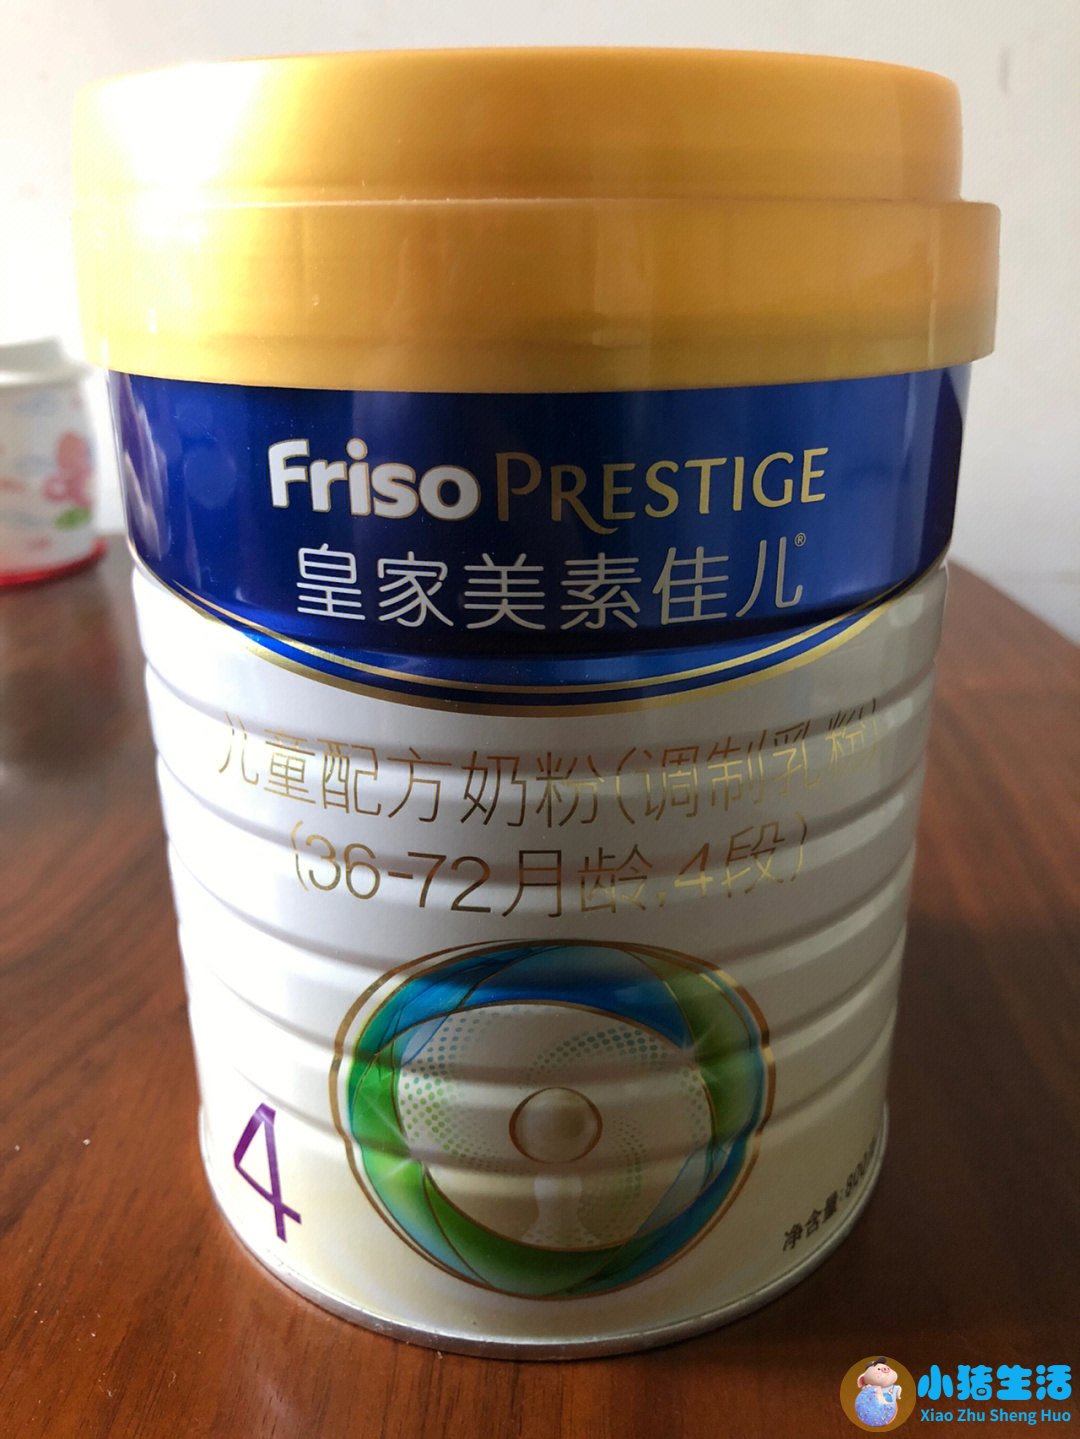 Friso PRESTIGE
皇家美素佳儿®
儿童配方奶粉(调制乳粉)
(36-72月龄,4段)
4
净含量:800
小猪生活
Xiao Zhu Sheng Huo